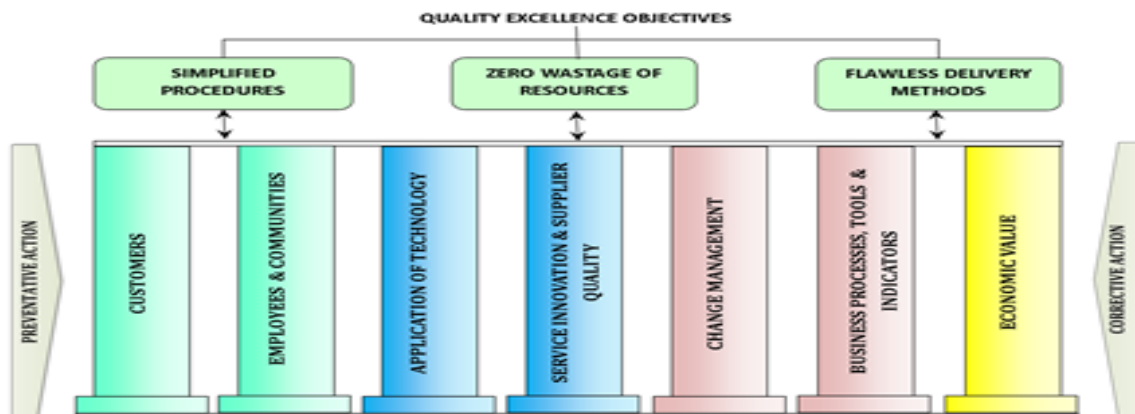 QUALITY EXCELLENCE OBJECTIVES
SIMPLIFIED
PROCEDURES
ZERO WASTAGE OF
RESOURCES
FLAWLESS DELIVERY
METHODS
PREVENTATIVE ACTION
CUSTOMERS
EMPLOYEES & COMMUNITIES
APPLICATION OF TECHNOLOGY
SERVICE INNOVATION & SUPPLIER
QUALITY
CHANGE MANAGEMENT
BUSINESS PROCESSES, TOOLS &
INDICATORS
ECONOMIC VALUE
CORRECTIVE ACTION